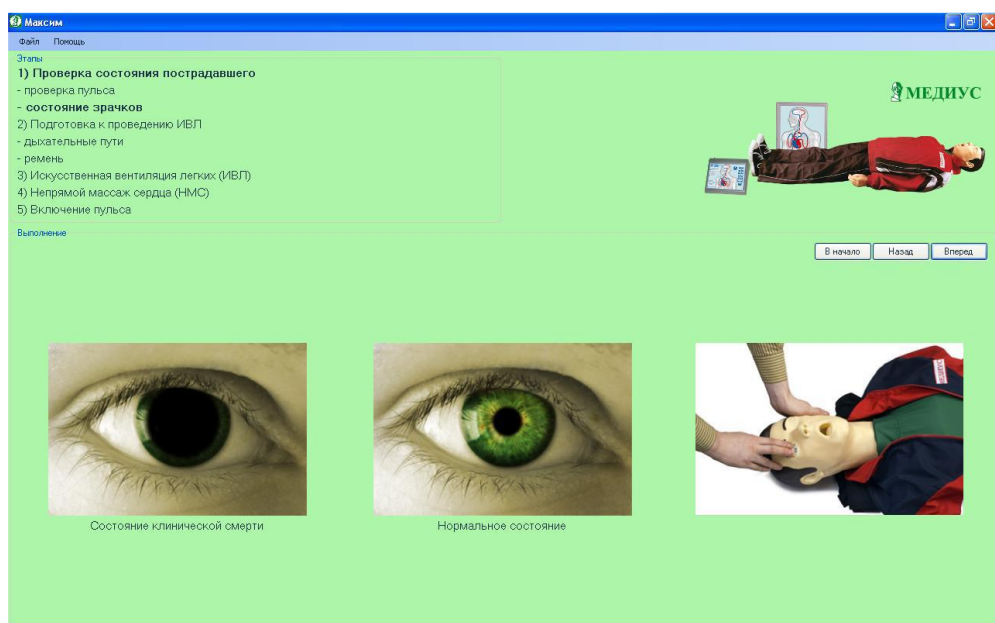 Максим
Файл Помощь
Этапы
1) Проверка состояния пострадавшего
- проверка пульса
- состояние зрачков
2) Подготовка к проведению ИВЛ
- дыхательные пути
- ремень
3) Искусственная вентиляция легких (ИВЛ)
4) Непрямой массаж сердца (НМС)
5) Включение пульса
МЕДИУС
Выполнение
В начало Назад Вперед
Состояние клинической смерти
Нормальное состояние